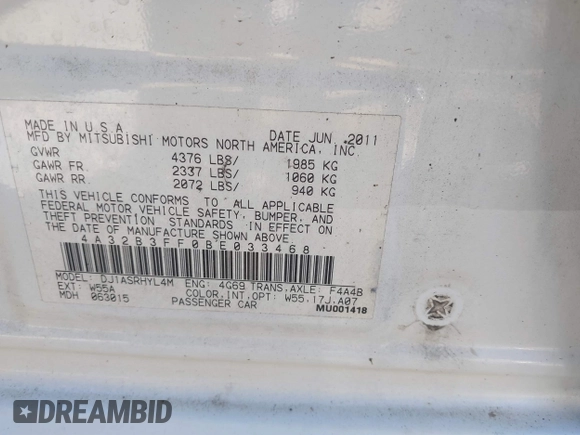 MADE IN U.S.A. DATE JUN. 2011
MFD BY MITSUBISHI MOTORS NORTH AMERICA, INC
GVWR 4376 LBS/ 1985 KG
GAWR FR. 2337 LBS/ 1060 KG
GAWR RR. 2072 LBS/ 940 KG
THIS VEHICLE CONFORMS TO ALL APPLICABLE
FEDERAL MOTOR VEHICLE SAFETY, BUMPER, AND
THEFT PREVENTION STANDARDS IN EFFECT ON
THE DATE OF MANUFACTURE SHOWN ABOVE
4A32B3FF0BE033468
MODEL: DJ1ASRHYL4M ENG: 4G69 TRANS.AXLE: F4A4B
EXT: W55A COLOR.INT.OPT: W55.17J.A07
MDH 063015 PASSENGER CAR
MU001418
DREAMBID